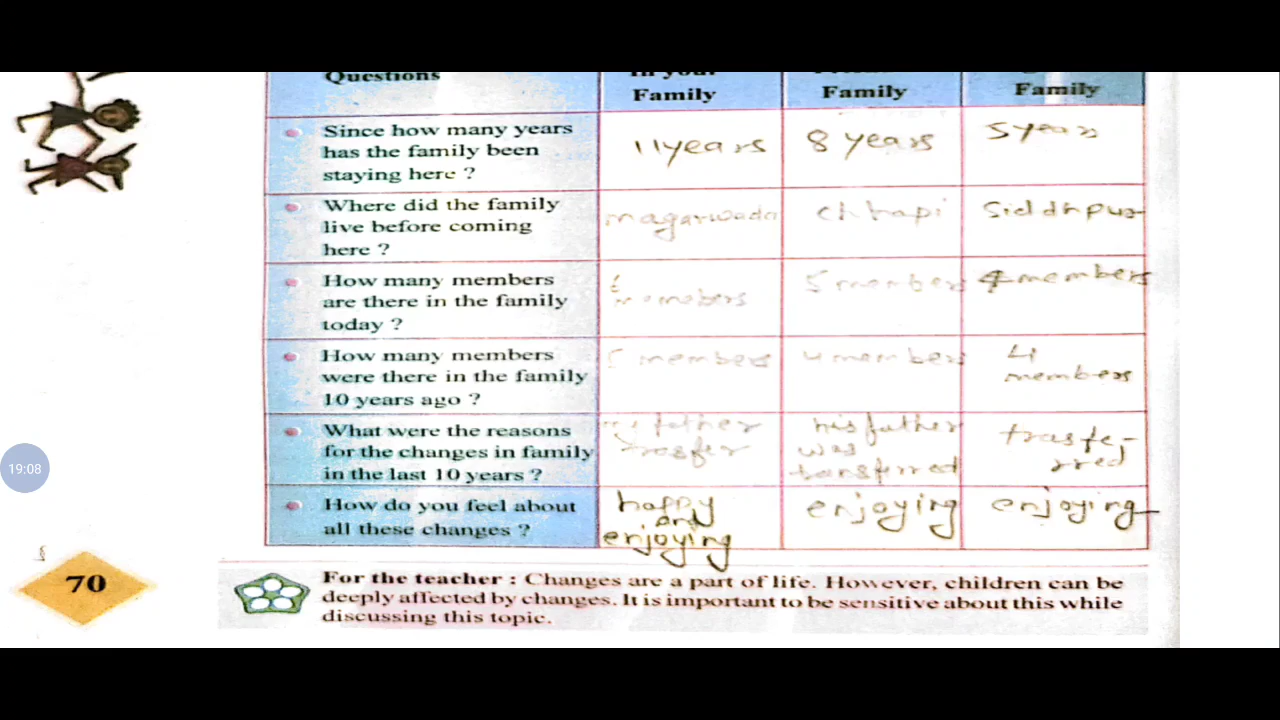 Questions
Family
Family
Family
Since how many years
has the family been
staying here ?
11 years
8 years
5 years
Where did the family
live before coming
here ?
magarwada
chhapi
Siddhpur
How many members
are there in the family
today ?
members
5 members
4 members
How many members
were there in the family
10 years ago ?
5 members
4 members
4
members
What were the reasons
for the changes in family
in the last 10 years ?
father
trasfer
his father
was
transferred
trasfe-
rred
How do you feel about
all these changes ?
happy
and
enjoying
enjoying
enjoying
19:08
70
For the teacher : Changes are a part of life. However, children can be
deeply affected by changes. It is important to be sensitive about this while
discussing this topic.